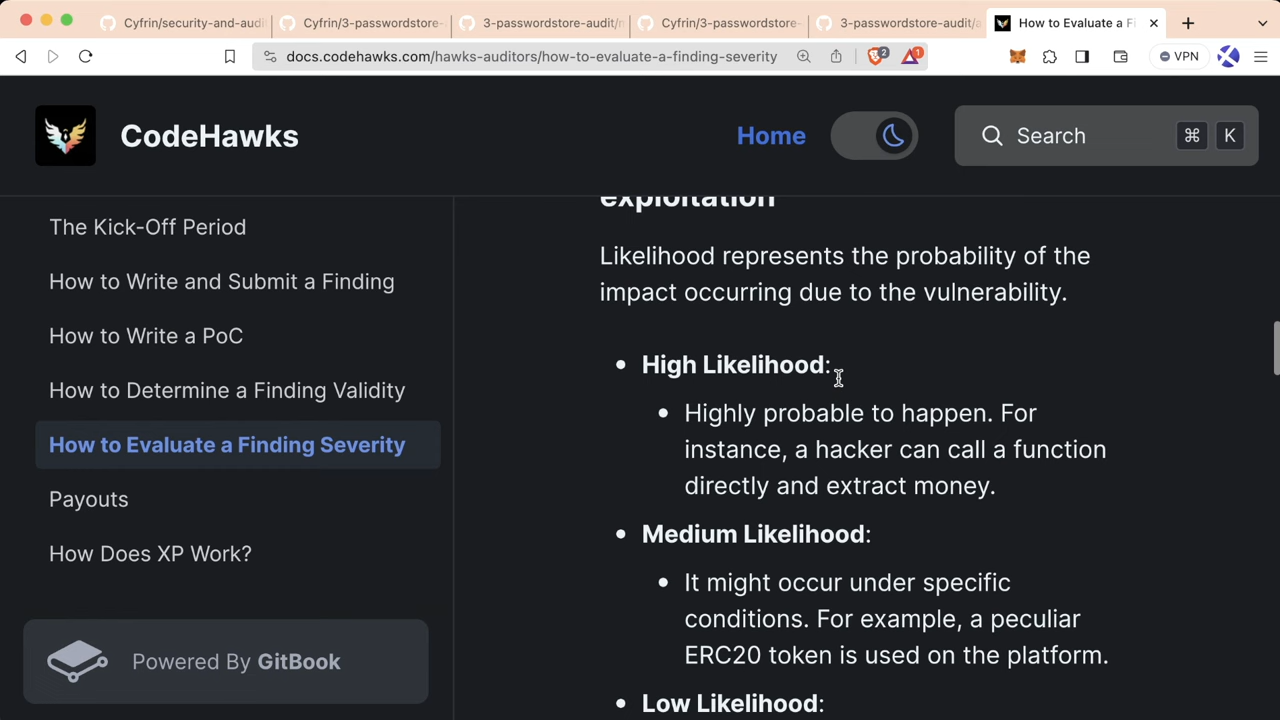 Cyfrin/security-and-audi
Cyfrin/3-passwordstore-
3-passwordstore-audit/
Cyfrin/3-passwordstore-
3-passwordstore-audit/
How to Evaluate a Fi
docs.codehawks.com/hawks-auditors/how-to-evaluate-a-finding-severity
2
1
VPN
CodeHawks
Home
Search
⌘
K
The Kick-Off Period
How to Write and Submit a Finding
How to Write a PoC
How to Determine a Finding Validity
How to Evaluate a Finding Severity
Payouts
How Does XP Work?
Powered By GitBook
exploitation
Likelihood represents the probability of the
impact occurring due to the vulnerability.
• High Likelihood:
• Highly probable to happen. For
instance, a hacker can call a function
directly and extract money.
• Medium Likelihood:
• It might occur under specific
conditions. For example, a peculiar
ERC20 token is used on the platform.
• Low Likelihood: